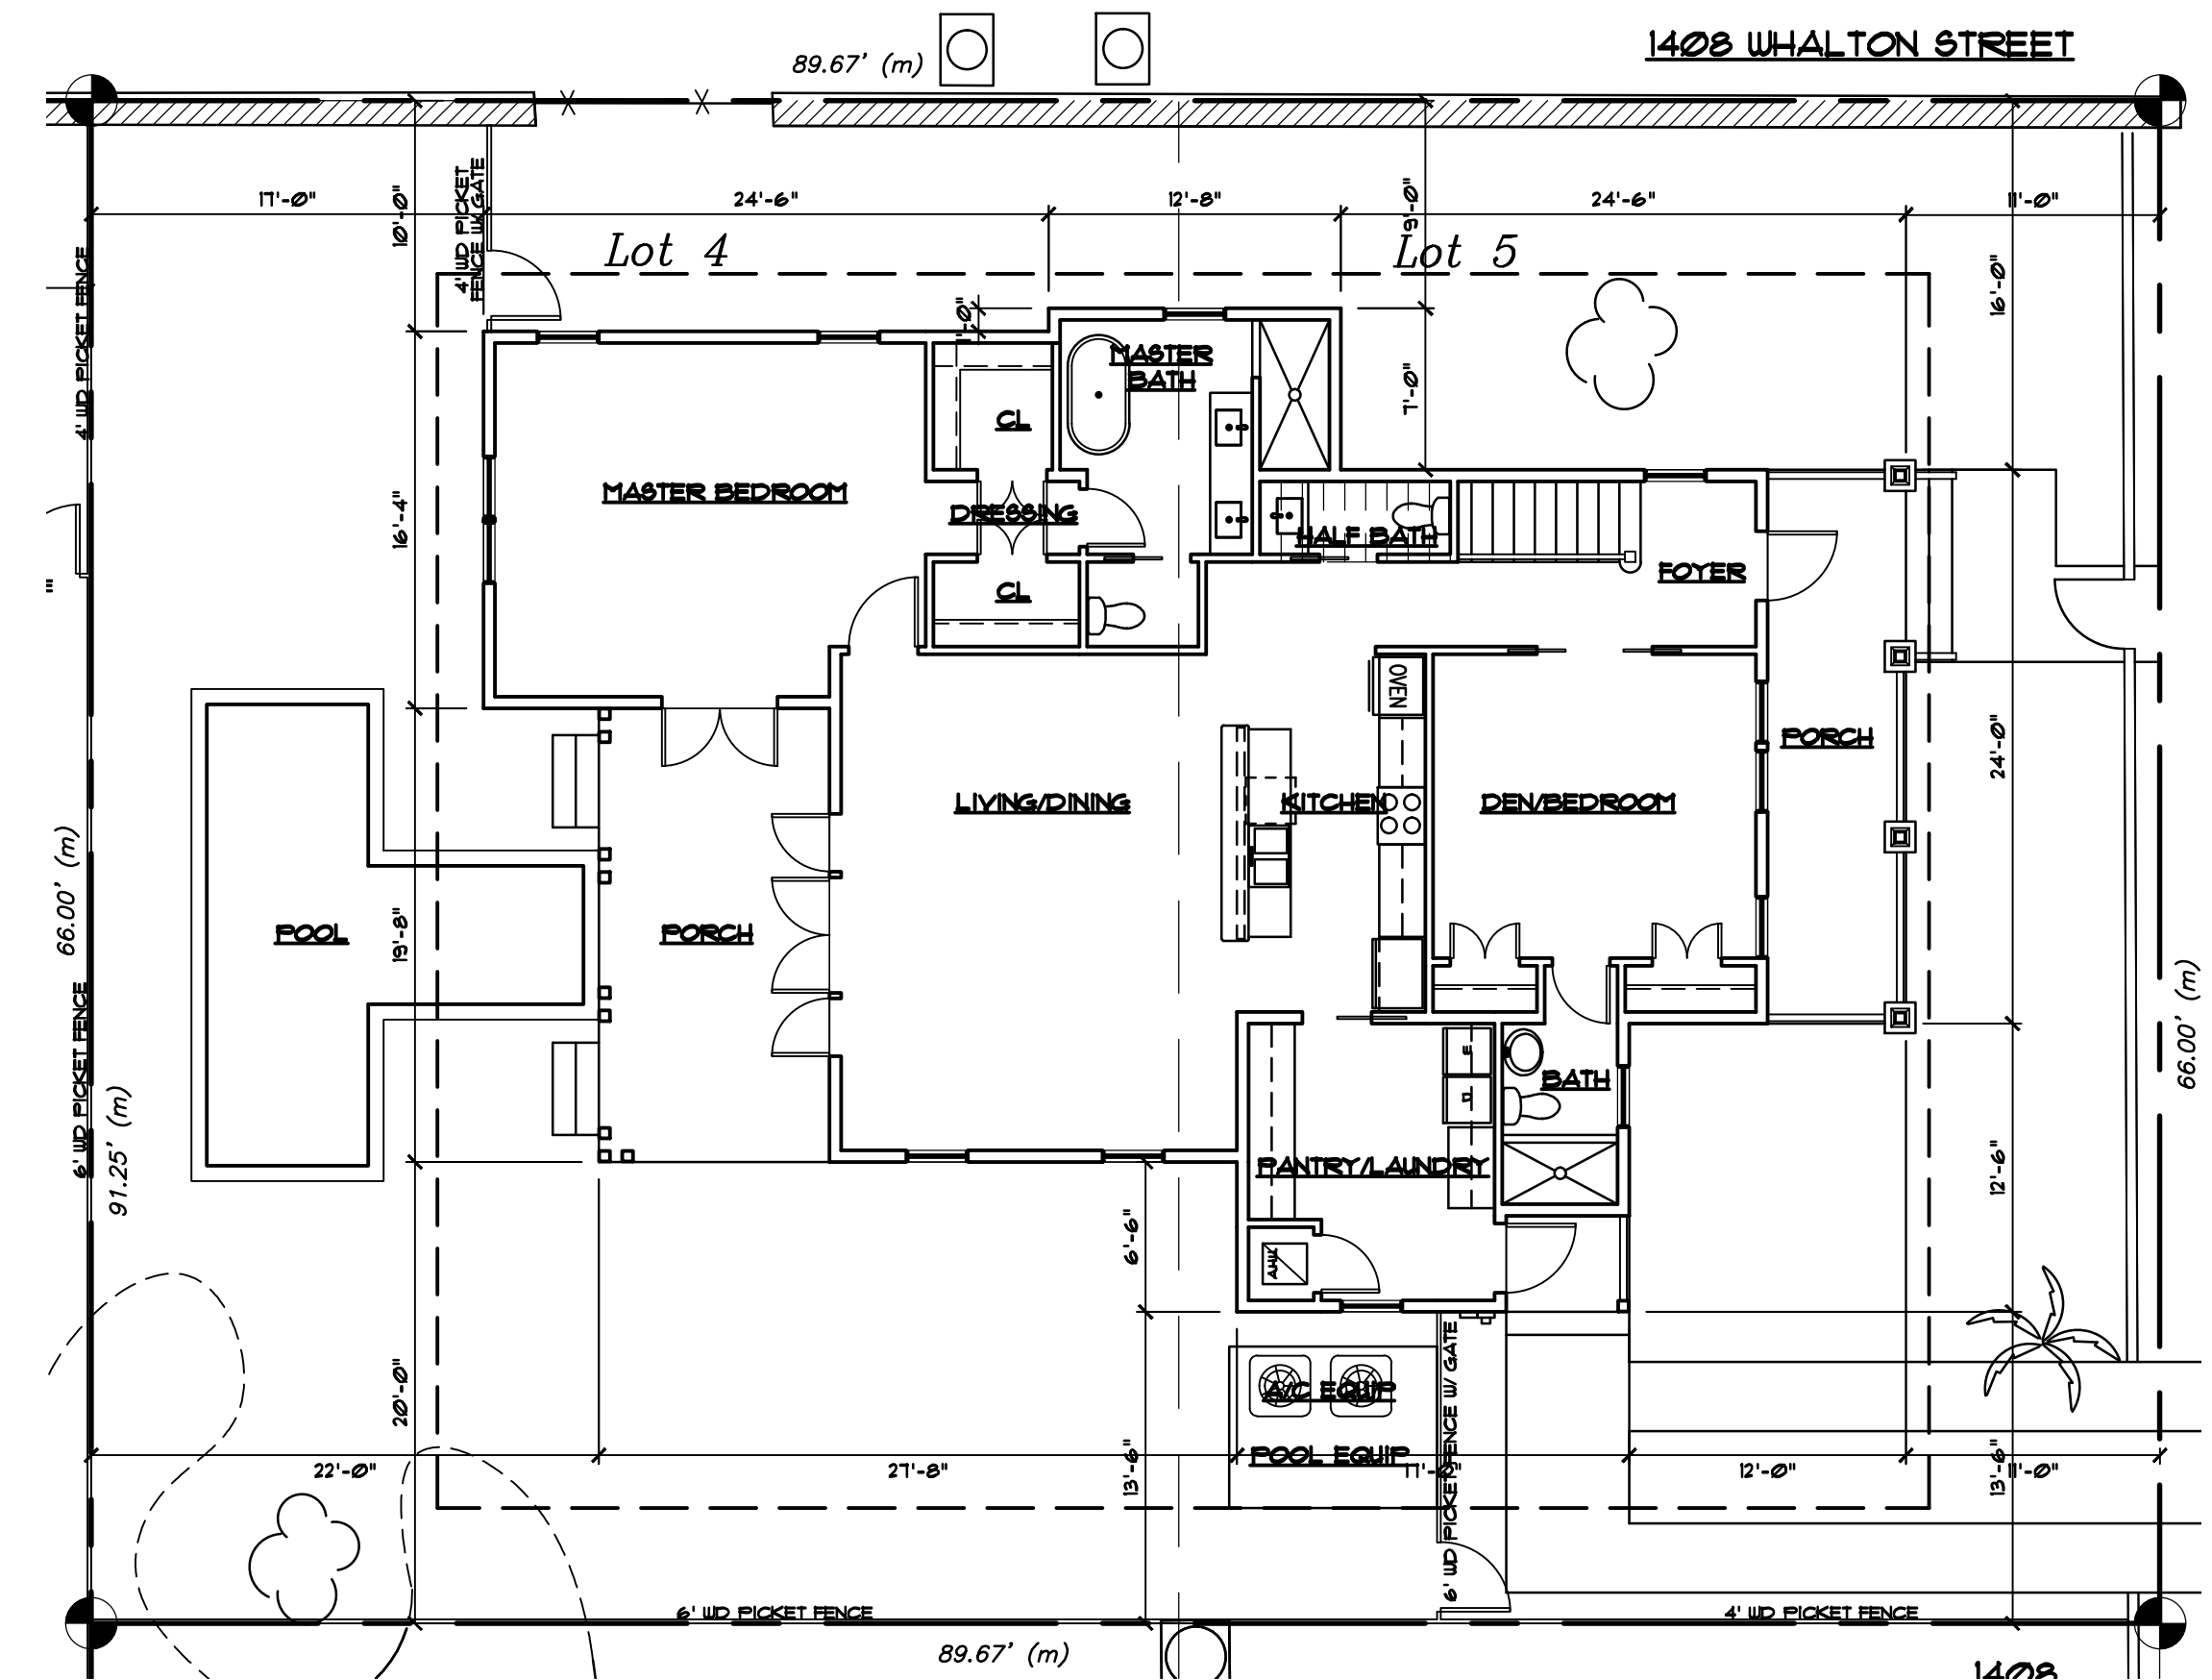 1408 WHALTON STREET
89.67' (m)
17'-0"
24'-6"
12'-8"
24'-6"
11'-0"
10'-0"
4' WD PICKET
FENCE W/ GATE
9'-0"
Lot 4
Lot 5
4' WD PICKET FENCE
16'-0"
MASTER
BATH
7'-0"
CL
MASTER BEDROOM
16'-4"
DRESSING
HALF BATH
FOYER
CL
OVEN
PORCH
24'-0"
LIVING/DINING
KITCHEN
DEN/BEDROOM
66.00' (m)
POOL
19'-8"
PORCH
66.00' (m)
6' WD PICKET FENCE
91.25' (m)
D
BATH
PANTRY/LAUNDRY
12'-6"
6'-6"
AHU
20'-0"
A/C EQUIP
6' WD PICKET FENCE W/ GATE
POOL EQUIP
22'-0"
27'-8"
13'-6"
12'-0"
13'-6"
11'-0"
6' WD PICKET FENCE
4' WD PICKET FENCE
89.67' (m)
1408